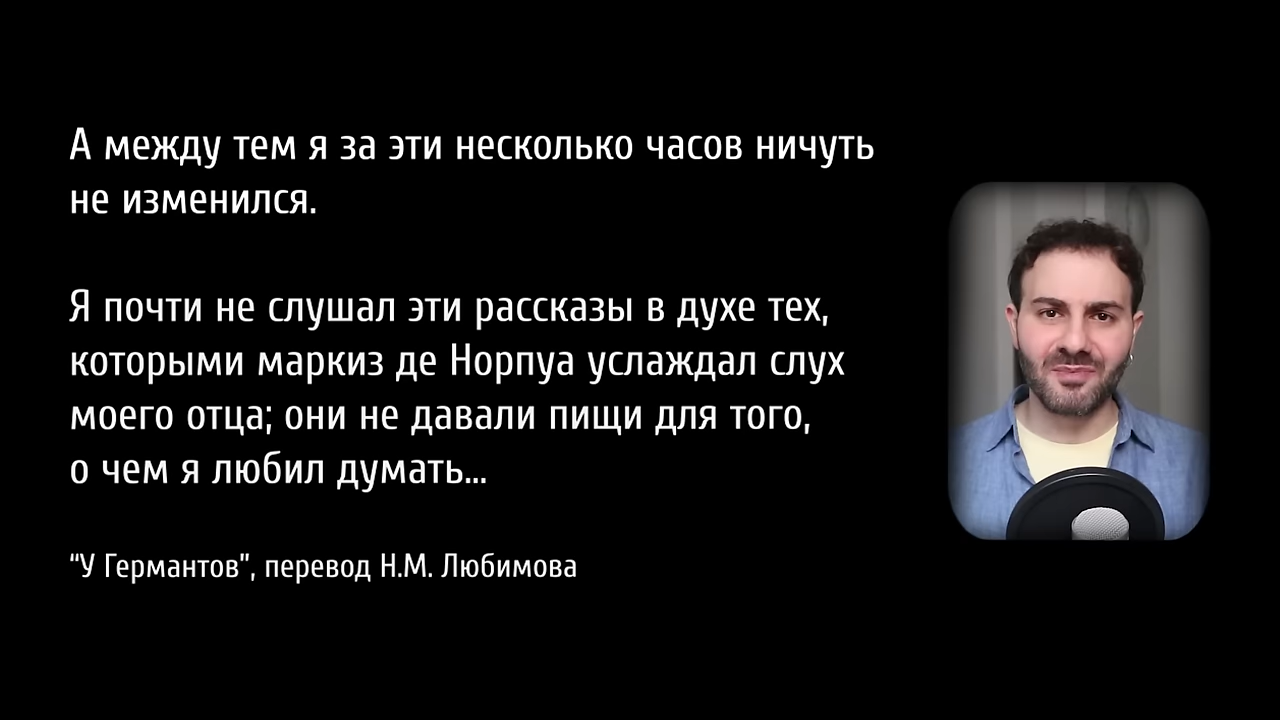 А между тем я за эти несколько часов ничуть
не изменился.
Я почти не слушал эти рассказы в духе тех,
которыми маркиз де Норпуа услаждал слух
моего отца; они не давали пищи для того,
о чем я любил думать...
“У Германтов”, перевод Н.М. Любимова